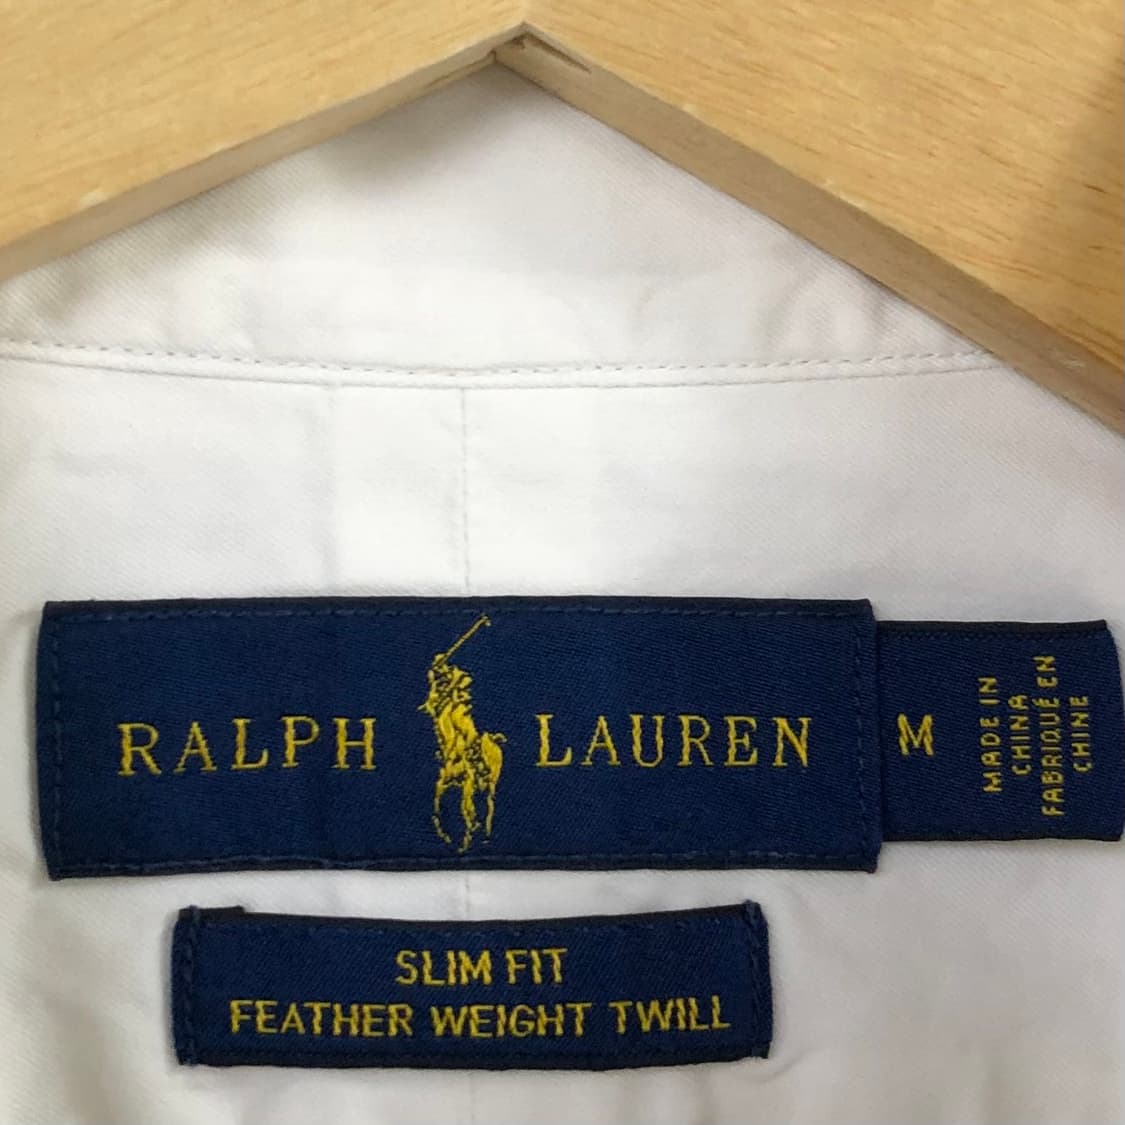 RALPH LAUREN
M
MADE IN
CHINA
FABRIQUÉ EN
CHINE
SLIM FIT
FEATHER WEIGHT TWILL